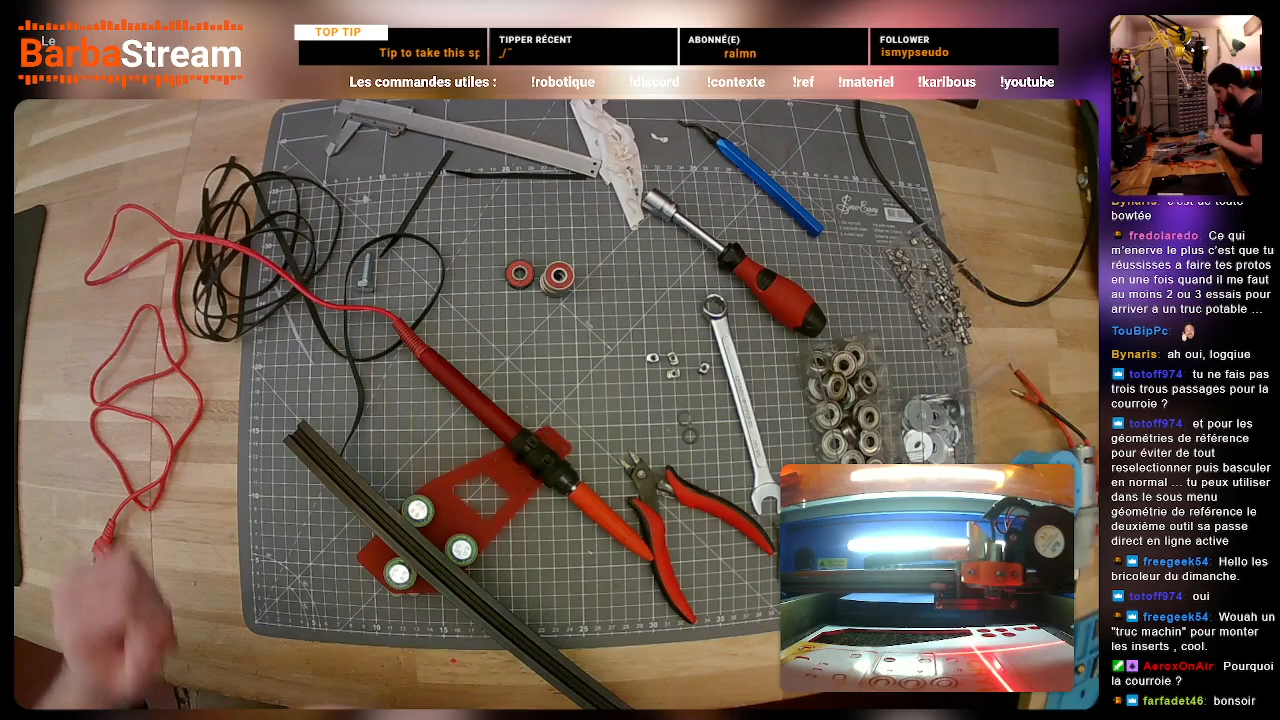 Le
BarbaStream
TOP TIP
Tip to take this sp
TIPPER RÉCENT
ABONNÉ(E)
ralmn
FOLLOWER
ismypseudo
Les commandes utiles : !robotique !discord !contexte !ref !materiel !karibous !youtube
Bynaris: c'est de toute
bowtée
fredolaredo: Ce qui
m'enerve le plus c'est que tu
réussisses a faire tes protos
en une fois quand il me faut
au moins 2 ou 3 essais pour
arriver a un truc potable ...
TouBipPc:
Bynaris: ah oui, logqiue
totoff974: tu ne fais pas
trois trous passages pour la
courroie ?
totoff974: et pour les
géométries de référence
pour éviter de tout
reselectionner puis basculer
en normal ... tu peux utiliser
dans le sous menu
géométrie de reference le
deuxième outil sa passe
direct en ligne active
freegeek54: Hello les
bricoleur du dimanche.
totoff974: oui
freegeek54: Wouah un
"truc machin" pour monter
les inserts , cool.
AeroxOnAir: Pourquoi
la courroie ?
farfadet46: bonsoir